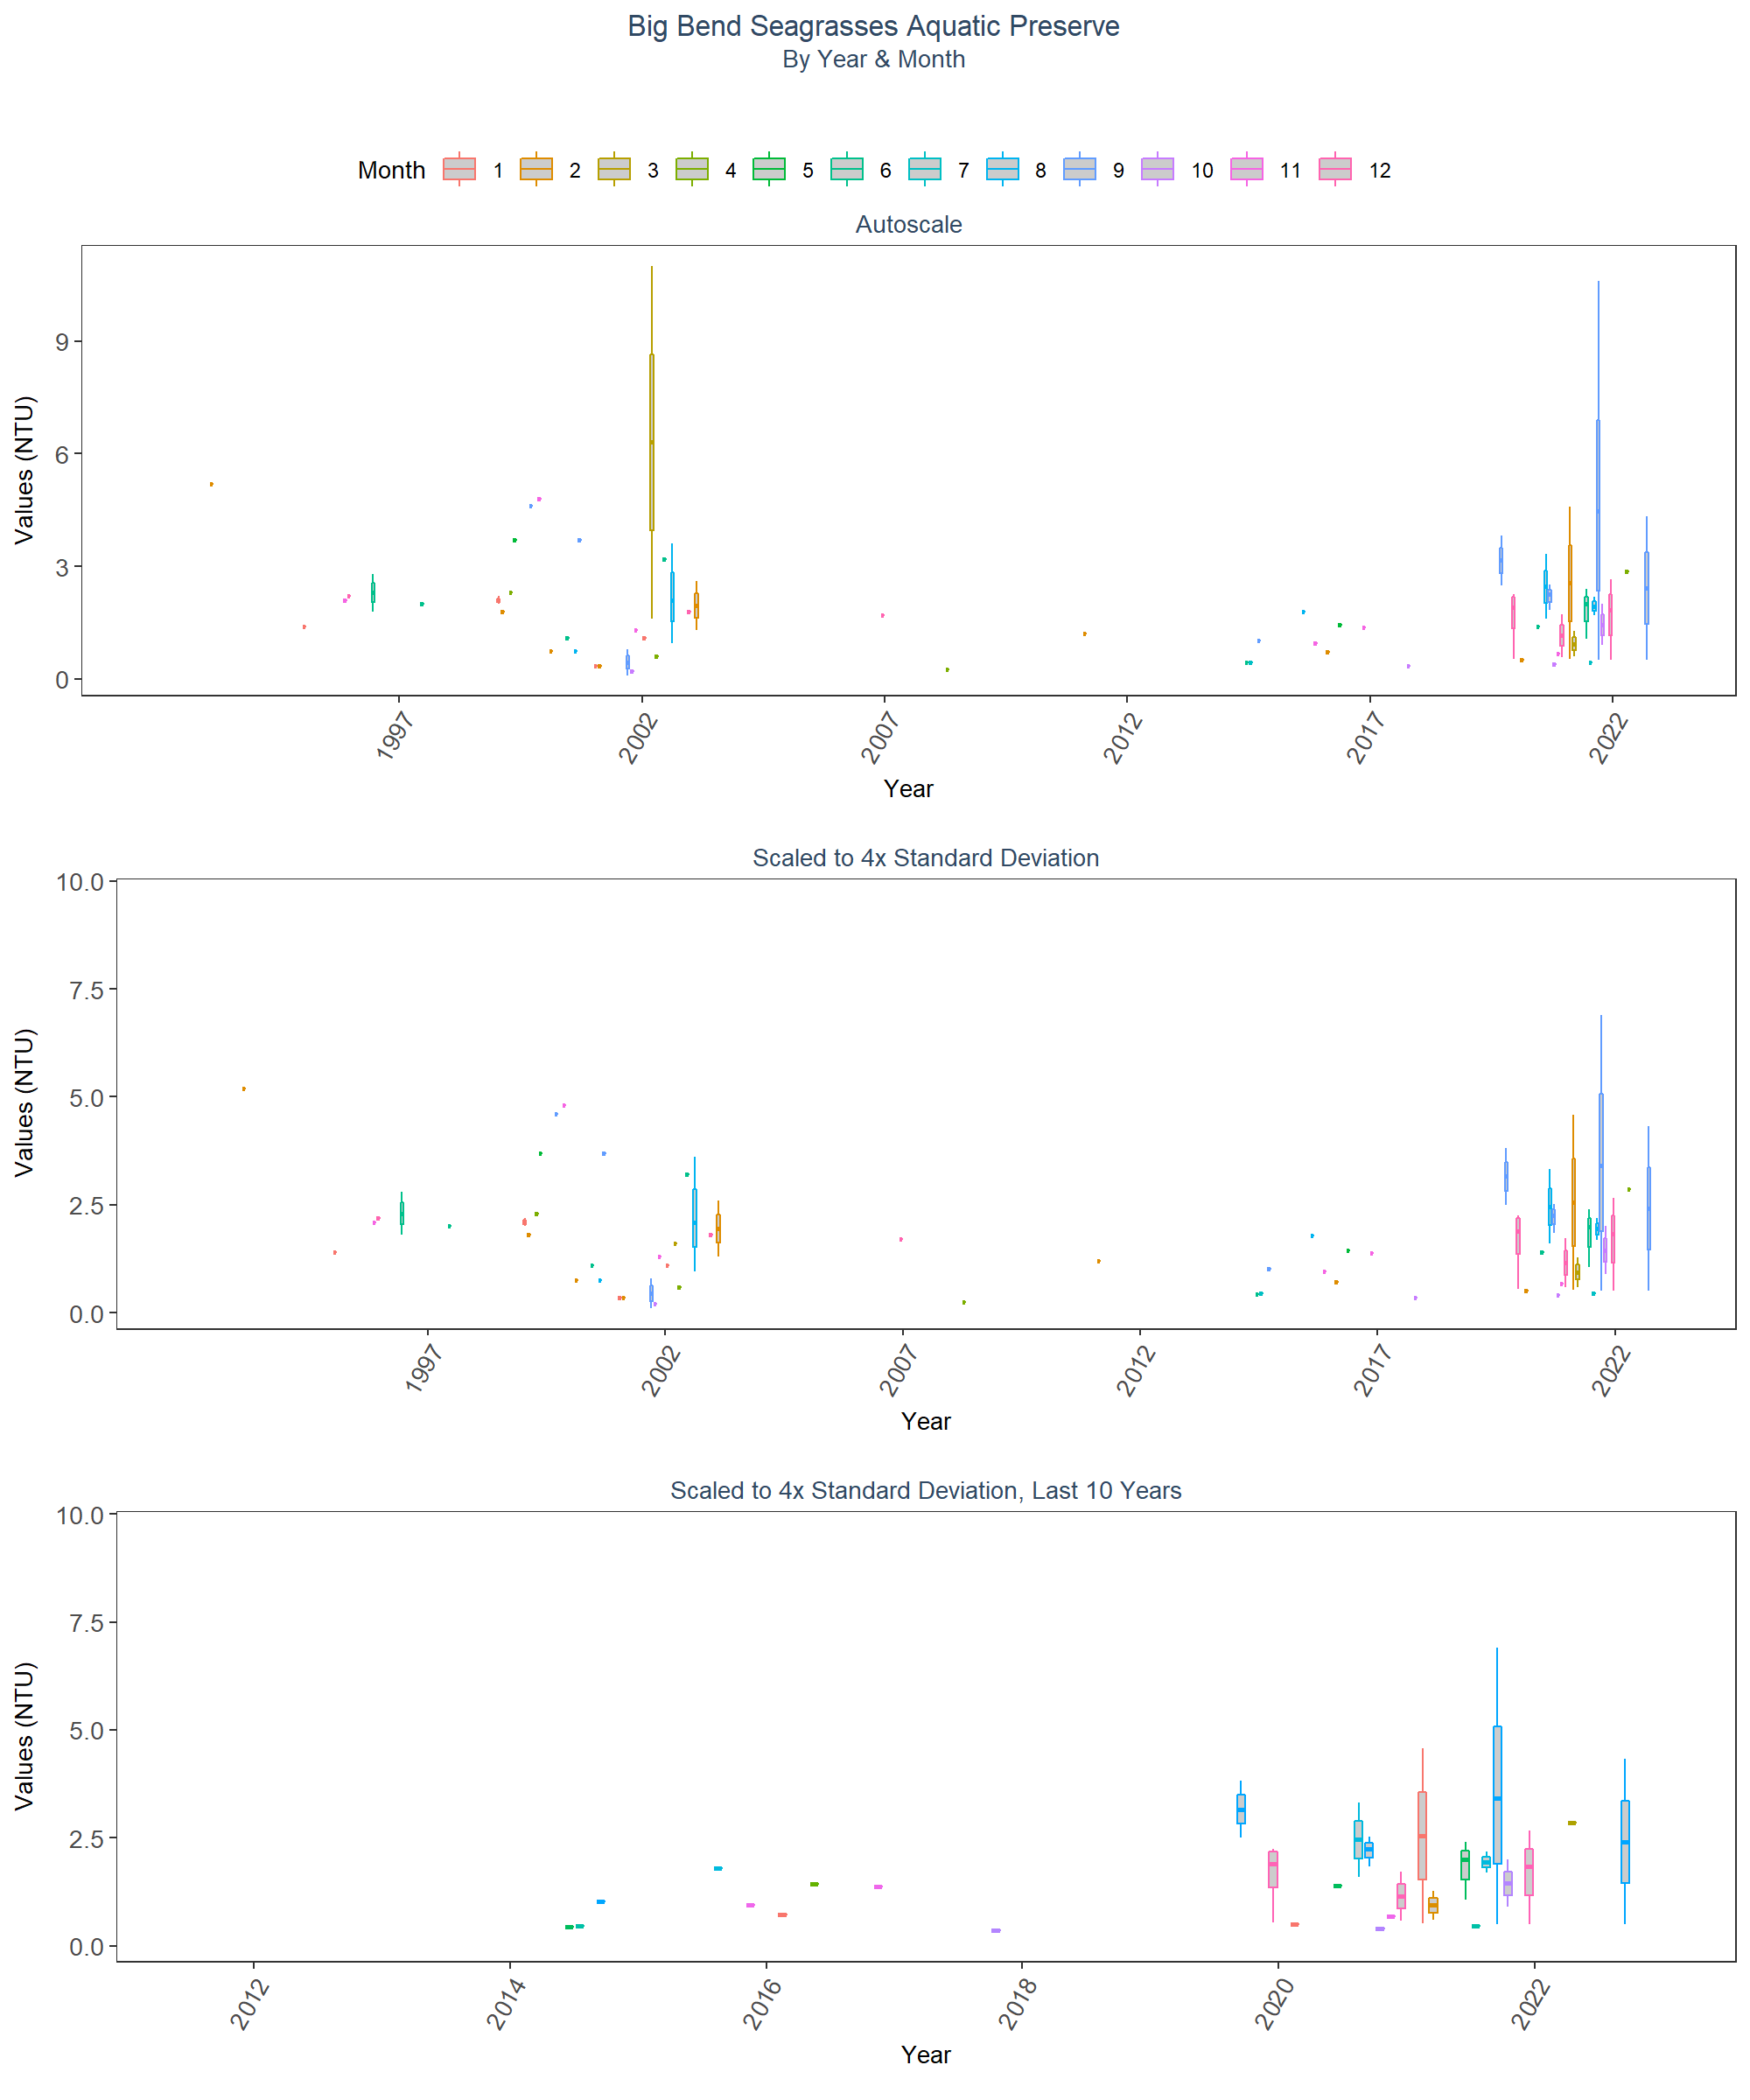 Big Bend Seagrasses Aquatic Preserve
By Year & Month
Month 1 2 3 4 5 6 7 8 9 10 11 12
Autoscale
Values (NTU)
9
6
3
0
1997 2002 2007 2012 2017 2022
Year
Scaled to 4x Standard Deviation
Values (NTU)
10.0
7.5
5.0
2.5
0.0
1997 2002 2007 2012 2017 2022
Year
Scaled to 4x Standard Deviation, Last 10 Years
Values (NTU)
10.0
7.5
5.0
2.5
0.0
2012 2014 2016 2018 2020 2022
Year